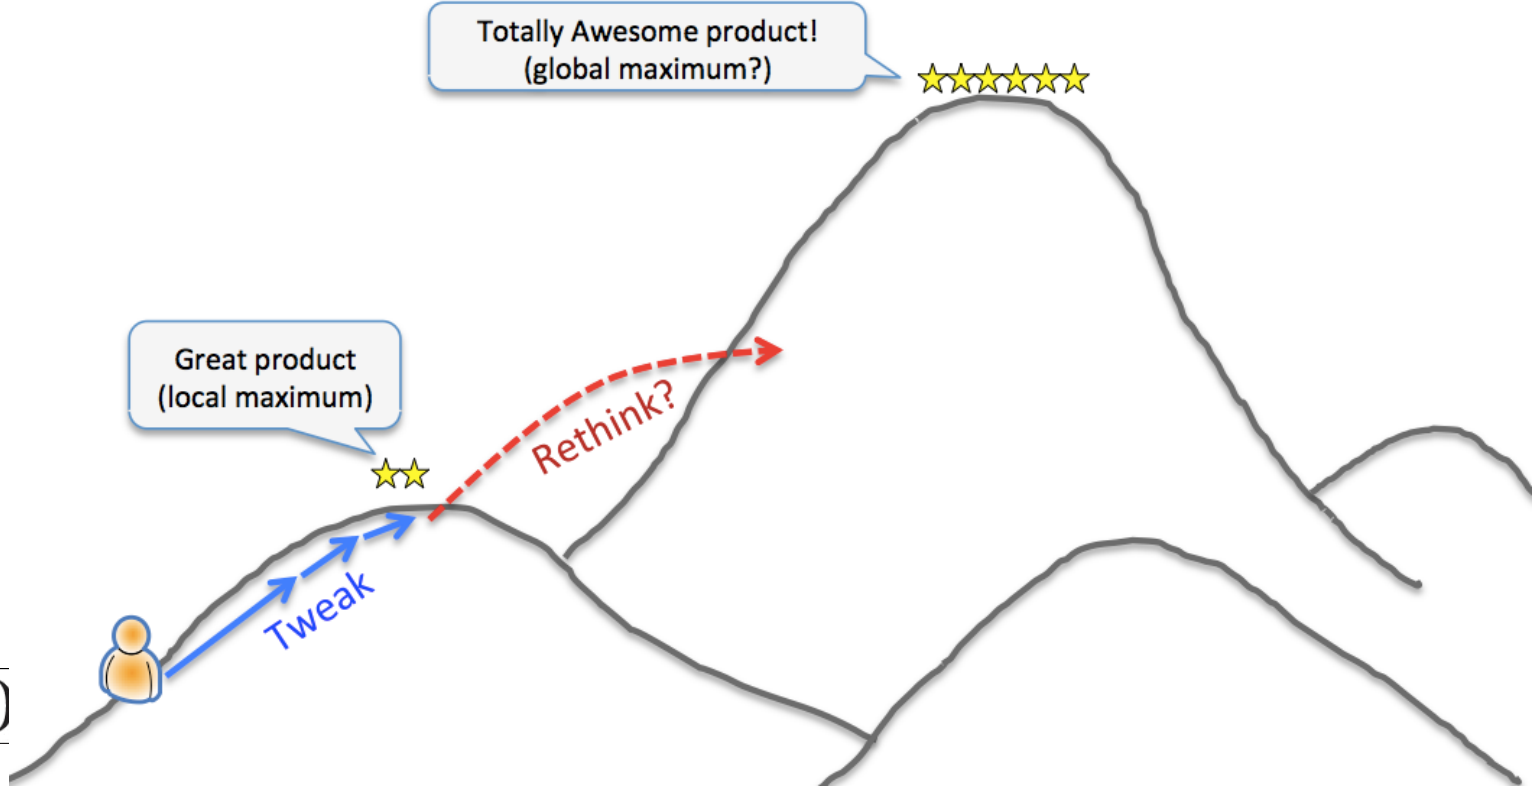 Totally Awesome product!
(global maximum?)
Great product
(local maximum)
Rethink?
Tweak
)